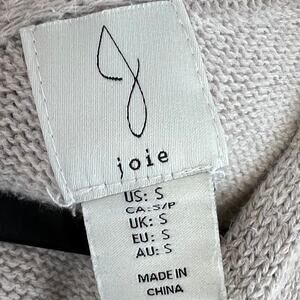 joie
US: S
CA: S/P
UK: S
EU: S
AU: S
MADE IN
CHINA